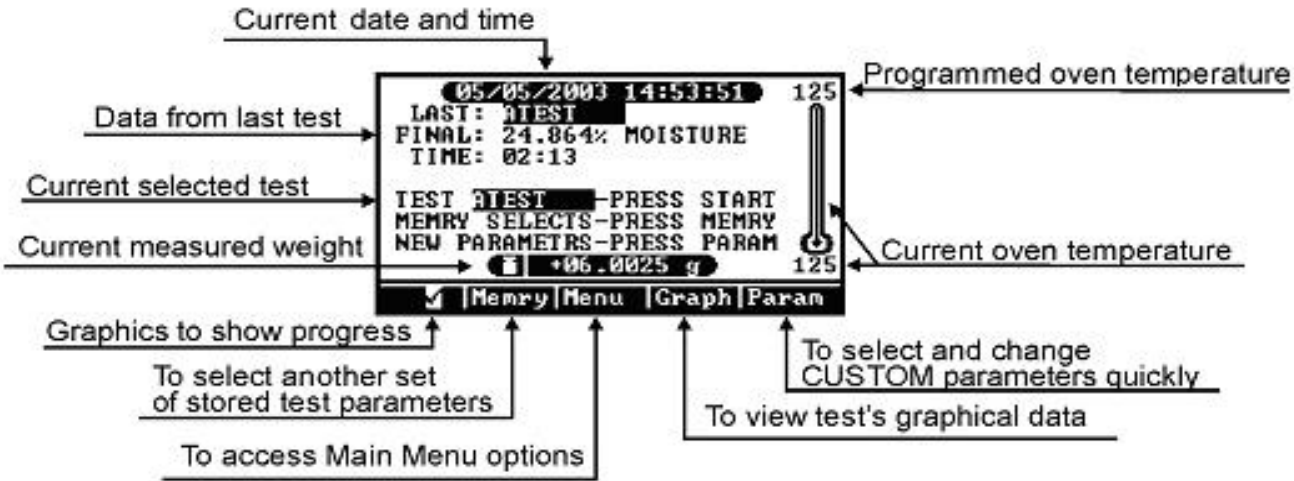 Current date and time
05/05/2003 14:53:51
125
Programmed oven temperature
LAST: ATEST
Data from last test
FINAL: 24.864% MOISTURE
TIME: 02:13
Current selected test
TEST ATEST -PRESS START
MEMRY SELECTS-PRESS MEMRY
Current measured weight
NEW PARAMETRS-PRESS PARAM
Current oven temperature
+06.0025 g
125
Memry Menu Graph Param
Graphics to show progress
To select and change
CUSTOM parameters quickly
To select another set
of stored test parameters
To view test's graphical data
To access Main Menu options